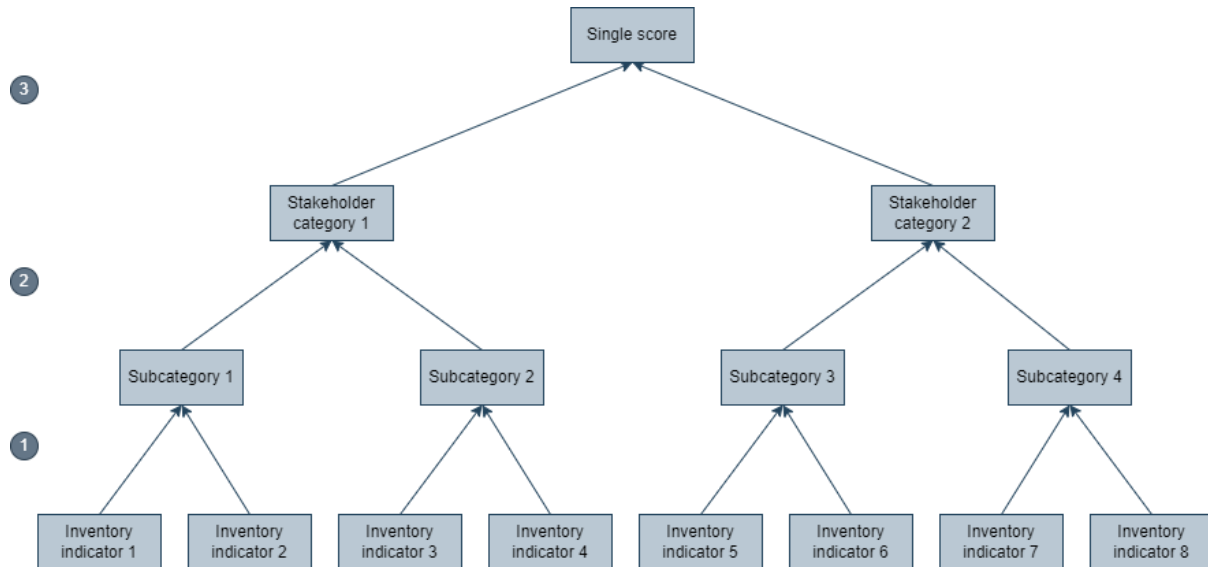 Single score
3
Stakeholder
category 1
Stakeholder
category 2
2
Subcategory 1
Subcategory 2
Subcategory 3
Subcategory 4
1
Inventory
indicator 1
Inventory
indicator 2
Inventory
indicator 3
Inventory
indicator 4
Inventory
indicator 5
Inventory
indicator 6
Inventory
indicator 7
Inventory
indicator 8